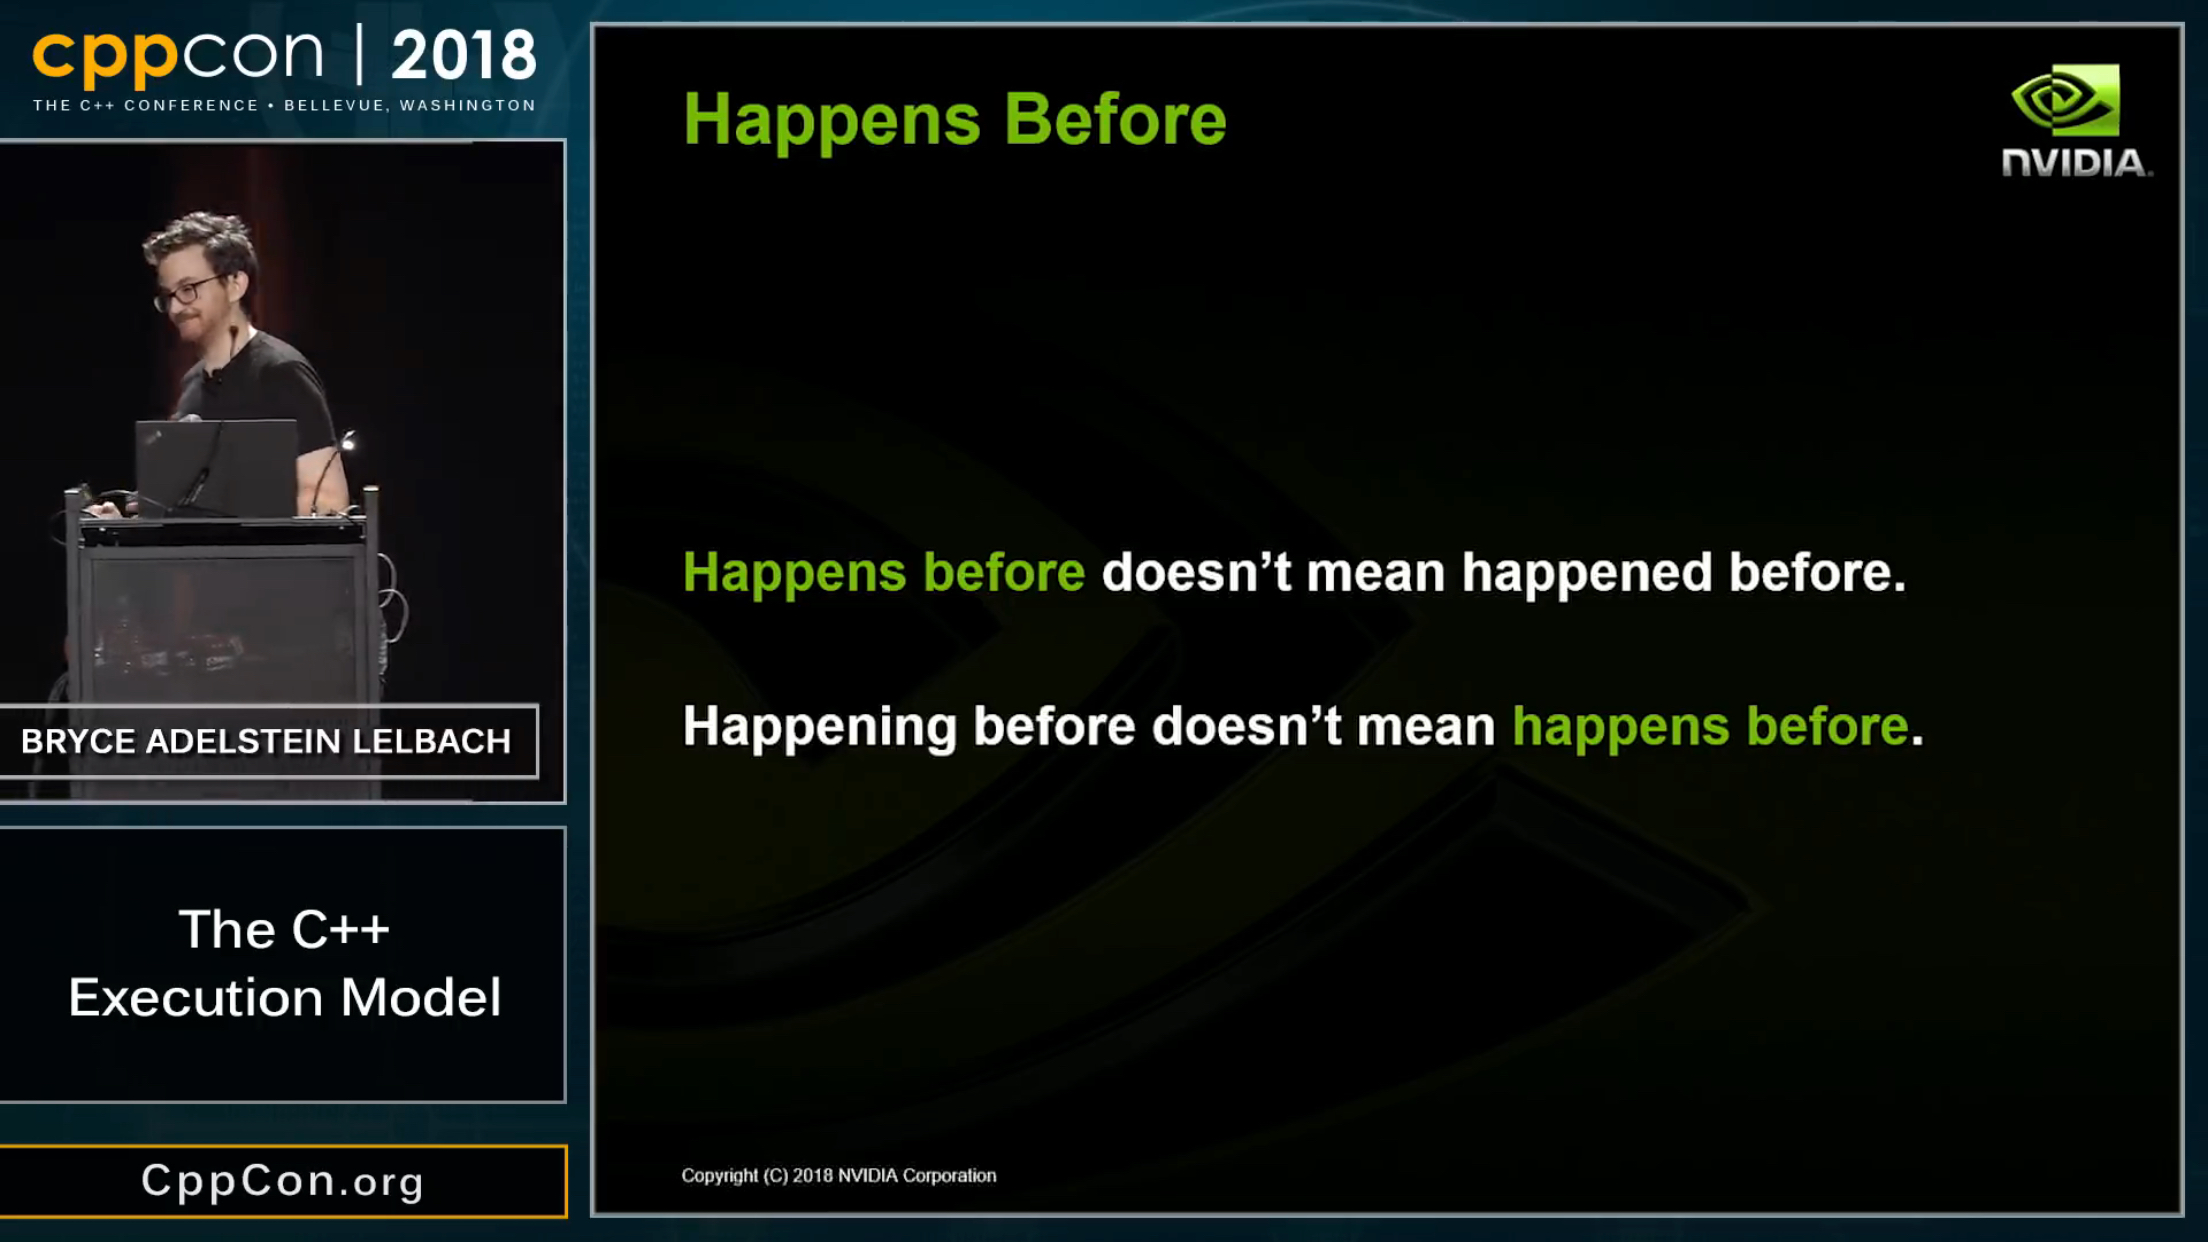 cppcon | 2018
THE C++ CONFERENCE • BELLEVUE, WASHINGTON
BRYCE ADELSTEIN LELBACH
The C++
Execution Model
CppCon.org
Happens Before
NVIDIA.
Happens before doesn’t mean happened before.
Happening before doesn’t mean happens before.
Copyright (C) 2018 NVIDIA Corporation